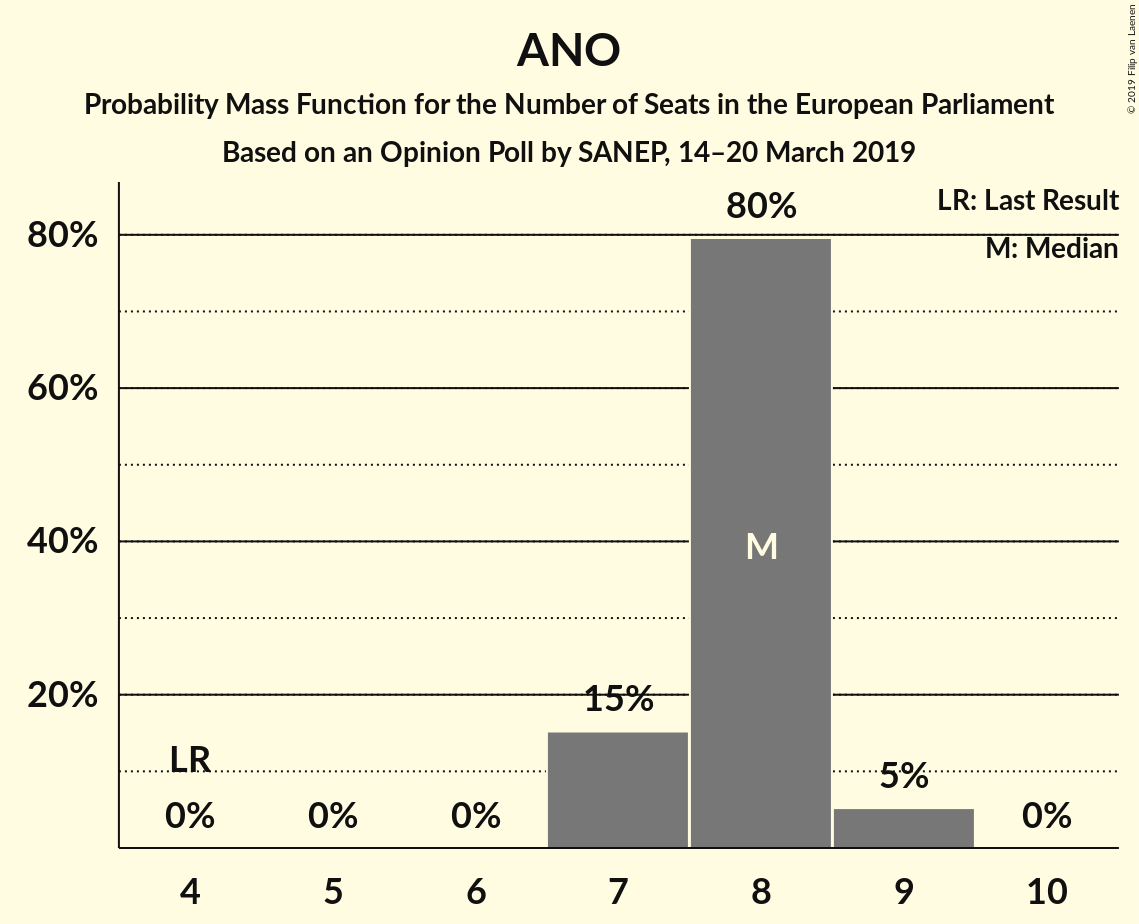 ANO
Probability Mass Function for the Number of Seats in the European Parliament
Based on an Opinion Poll by SANEP, 14–20 March 2019
© 2019 Filip van Laenen
LR: Last Result
M: Median
80%
60%
40%
20%
LR
0%
0%
0%
15%
80%
M
5%
0%
4
5
6
7
8
9
10